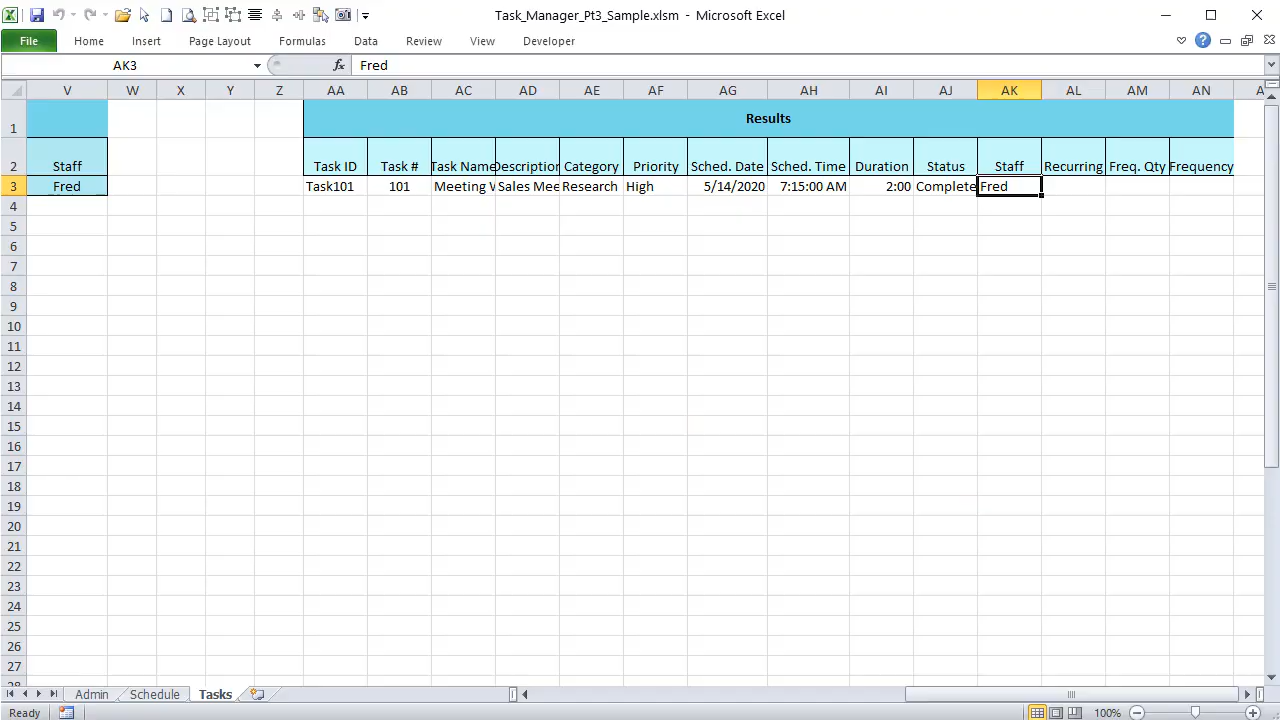 Task_Manager_Pt3_Sample.xlsm - Microsoft Excel
File Home Insert Page Layout Formulas Data Review View Developer
AK3 fx Fred
V W X Y Z AA AB AC AD AE AF AG AH AI AJ AK AL AM AN A
1 Results
2 Staff Task ID Task # Task Name Description Category Priority Sched. Date Sched. Time Duration Status Staff Recurring Freq. Qty Frequency
3 Fred Task101 101 Meeting Sales Mee Research High 5/14/2020 7:15:00 AM 2:00 Complete Fred
4
5
6
7
8
9
10
11
12
13
14
15
16
17
18
19
20
21
22
23
24
25
26
27
28
Admin Schedule Tasks
Ready 100%